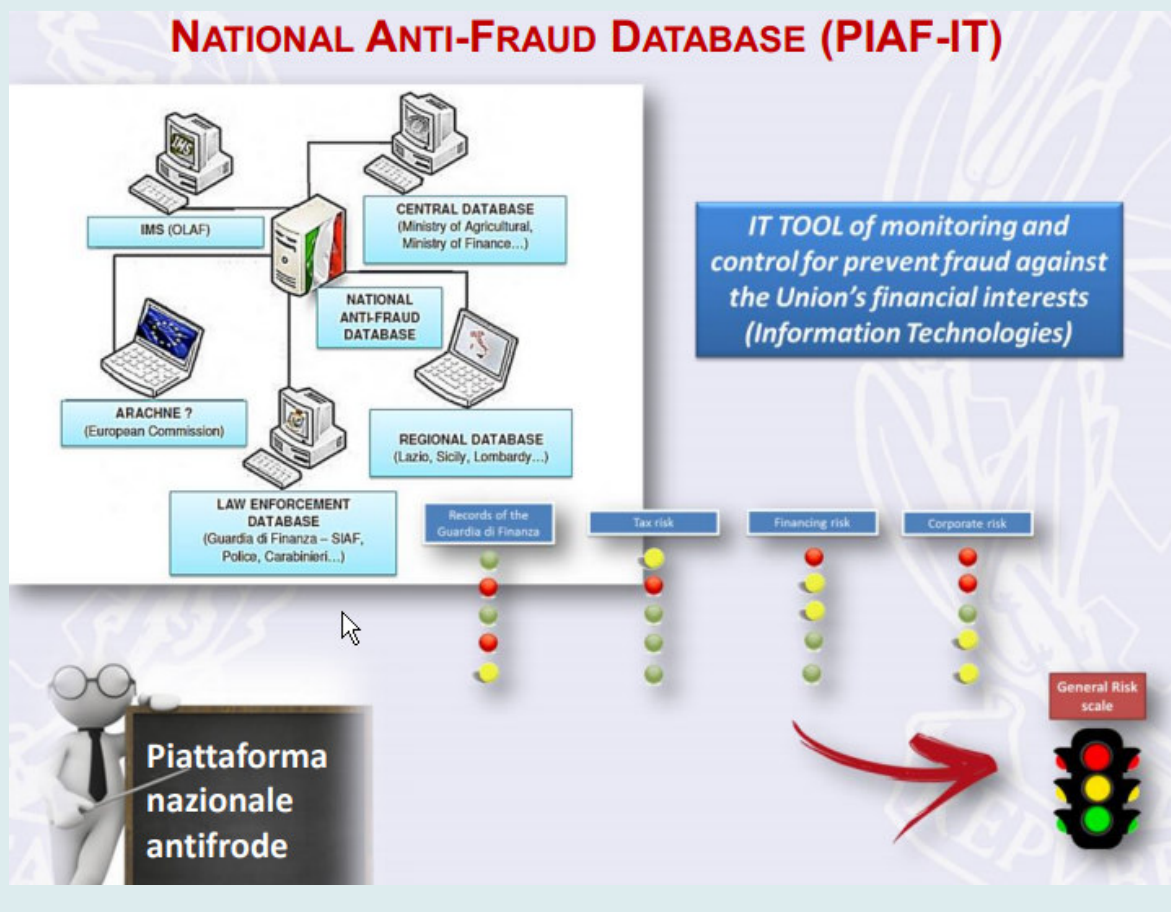 NATIONAL ANTI-FRAUD DATABASE (PIAF-IT)
IMS
IMS (OLAF)
CENTRAL DATABASE
(Ministry of Agricultural,
Ministry of Finance...)
NATIONAL
ANTI-FRAUD
DATABASE
ARACHNE ?
(European Commission)
REGIONAL DATABASE
(Lazio, Sicily, Lombardy...)
LAW ENFORCEMENT
DATABASE
(Guardia di Finanza – SIAF,
Police, Carabinieri...)
IT TOOL of monitoring and
control for prevent fraud against
the Union's financial interests
(Information Technologies)
Records of the
Guardia di Finanza
Tax risk
Financing risk
Corporate risk
General Risk
scale
Piattaforma
nazionale
antifrode